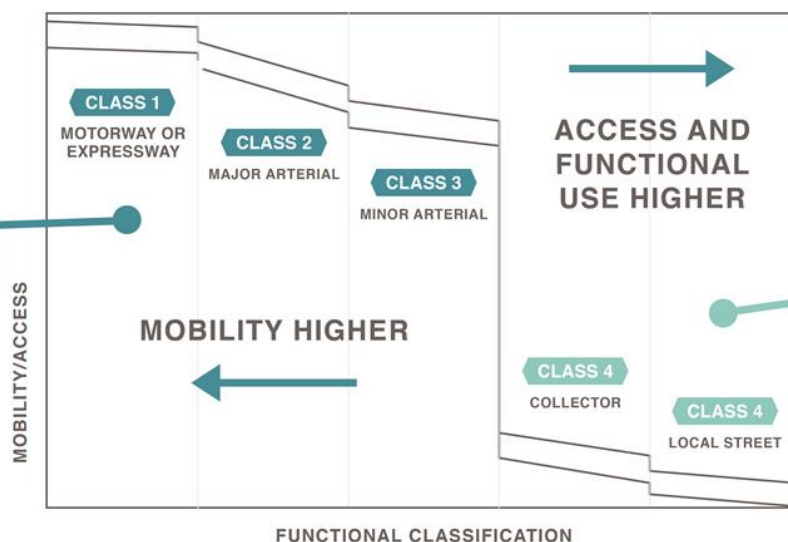 CLASS 1
MOTORWAY OR
EXPRESSWAY
CLASS 2
MAJOR ARTERIAL
CLASS 3
MINOR ARTERIAL
ACCESS AND
FUNCTIONAL
USE HIGHER
MOBILITY HIGHER
CLASS 4
COLLECTOR
CLASS 4
LOCAL STREET
MOBILITY/ACCESS
FUNCTIONAL CLASSIFICATION